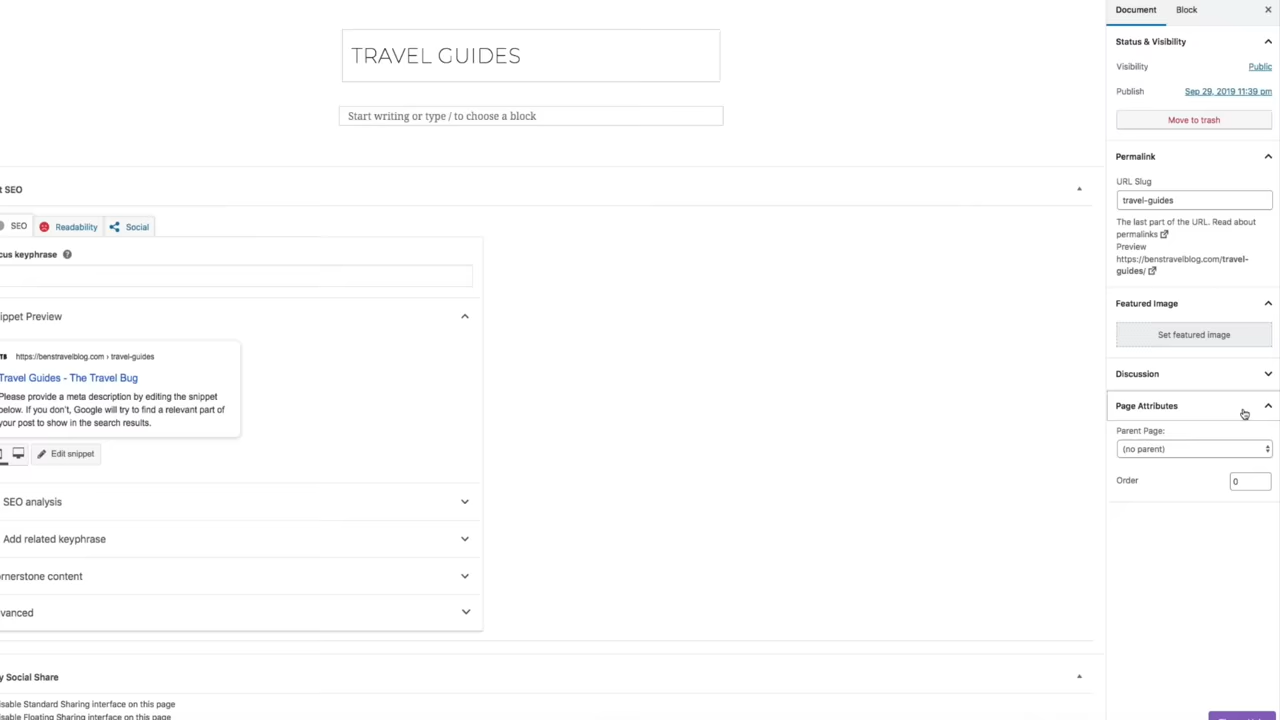 Document Block ×
Status & Visibility
Visibility Public
Publish Sep 29, 2019 11:39 pm
Move to trash
Permalink
URL Slug
travel-guides
The last part of the URL. Read about
permalinks
Preview
https://benstravelblog.com/travel-
guides/
Featured Image
Set featured image
Discussion
Page Attributes
Parent Page:
(no parent)
Order 0
TRAVEL GUIDES
Start writing or type / to choose a block
t SEO
SEO Readability Social
cus keyphrase ?
ippet Preview
TB https://benstravelblog.com › travel-guides
Travel Guides - The Travel Bug
Please provide a meta description by editing the snippet
below. If you don't, Google will try to find a relevant part of
your post to show in the search results.
Edit snippet
SEO analysis
Add related keyphrase
ornerstone content
vanced
y Social Share
isable Standard Sharing interface on this page
isable Floating Sharing interface on this page